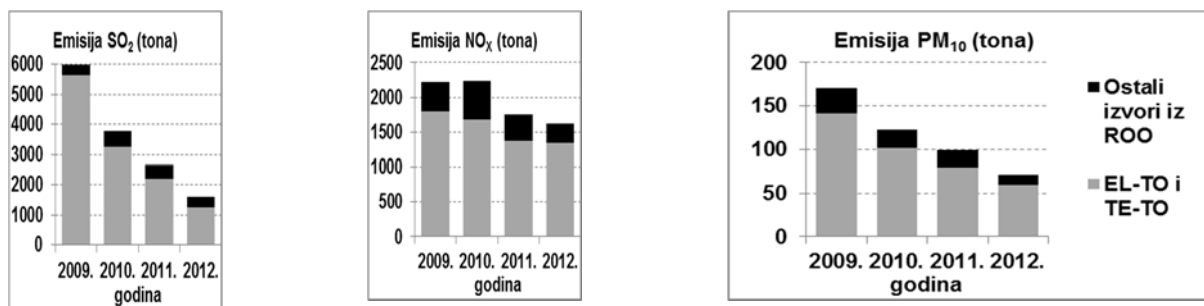 Emisija SO₂ (tona)
6000
5000
4000
3000
2000
1000
0
2009. 2010. 2011. 2012.
godina
Emisija NOₓ (tona)
2500
2000
1500
1000
500
0
2009. 2010. 2011. 2012.
godina
Emisija PM₁₀ (tona)
200
150
100
50
0
2009. 2010. 2011. 2012.
godina
Ostali
izvori iz
ROO
EL-TO i
TE-TO